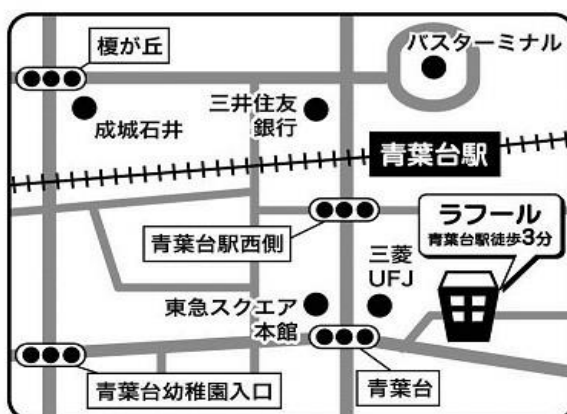 榎が丘
バスターミナル
成城石井
三井住友
銀行
青葉台駅
ラフール
青葉台駅徒歩3分
青葉台駅西側
三菱
UFJ
東急スクエア
本館
青葉台幼稚園入口
青葉台